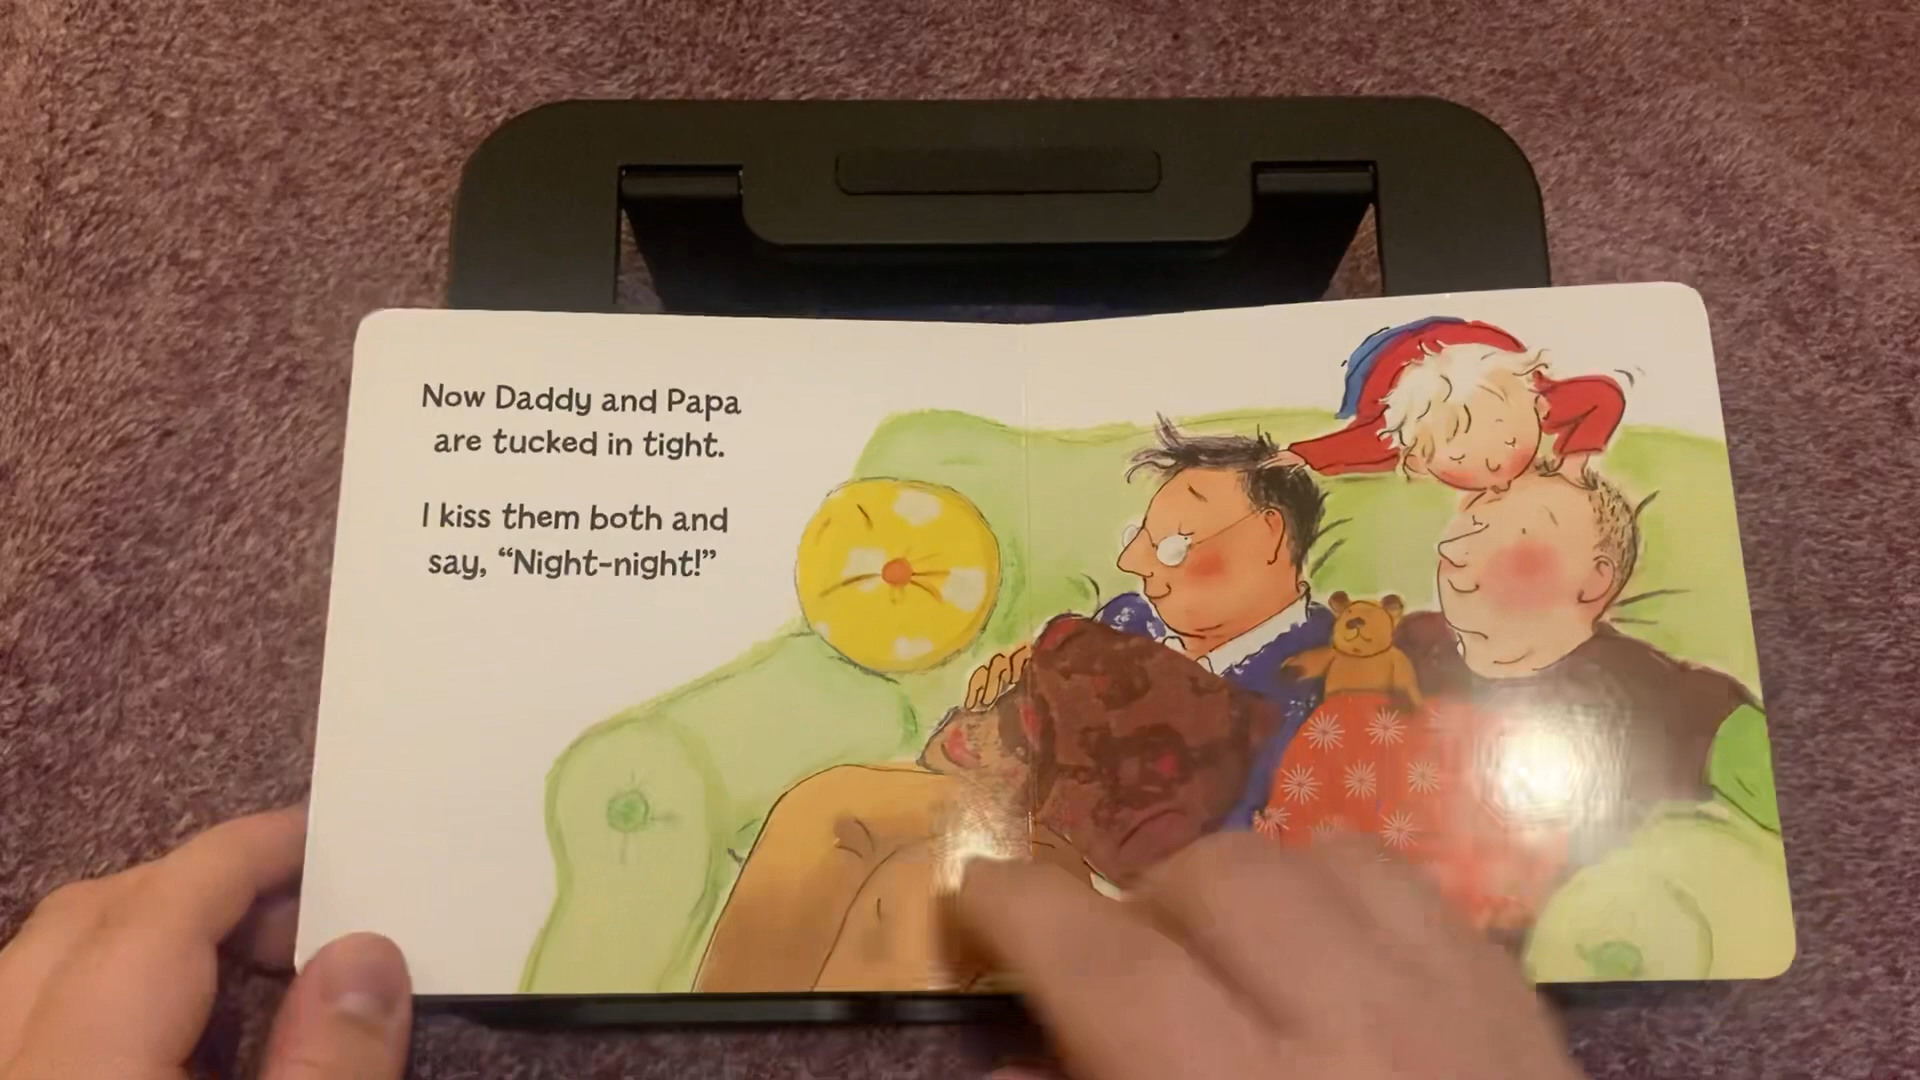 Now Daddy and Papa
are tucked in tight.
I kiss them both and
say, “Night-night!”